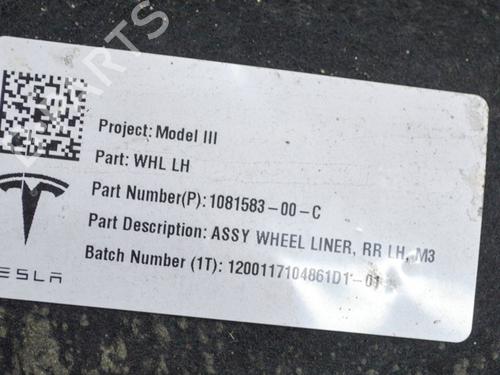 Project: Model III
Part: WHL LH
Part Number(P): 1081583-00-C
Part Description: ASSY WHEEL LINER, RR LH, M3
Batch Number (1T): 1200117104861D1-01
TESLA